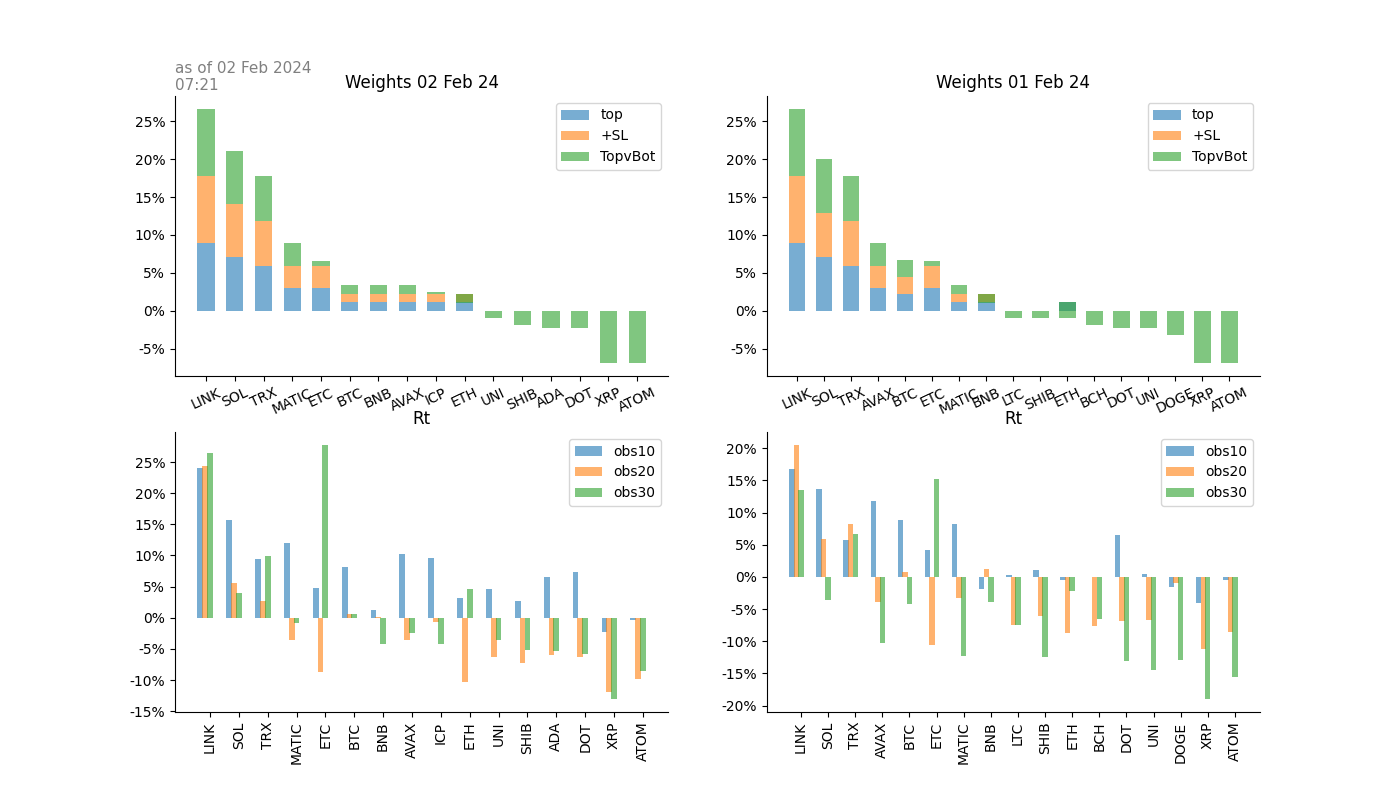 as of 02 Feb 2024
07:21
Weights 02 Feb 24
25%
20%
15%
10%
5%
0%
-5%
top
+SL
TopvBot
LINK SOL TRX MATIC ETC BTC BNB AVAX ICP ETH UNI SHIB ADA DOT XRP ATOM
Weights 01 Feb 24
25%
20%
15%
10%
5%
0%
-5%
top
+SL
TopvBot
LINK SOL TRX AVAX BTC ETC MATIC BNB LTC SHIB ETH BCH DOT UNI DOGE XRP ATOM
Rt
25%
20%
15%
10%
5%
0%
-5%
-10%
-15%
obs10
obs20
obs30
LINK SOL TRX MATIC ETC BTC BNB AVAX ICP ETH UNI SHIB ADA DOT XRP ATOM
Rt
20%
15%
10%
5%
0%
-5%
-10%
-15%
-20%
obs10
obs20
obs30
LINK SOL TRX AVAX BTC ETC MATIC BNB LTC SHIB ETH BCH DOT UNI DOGE XRP ATOM